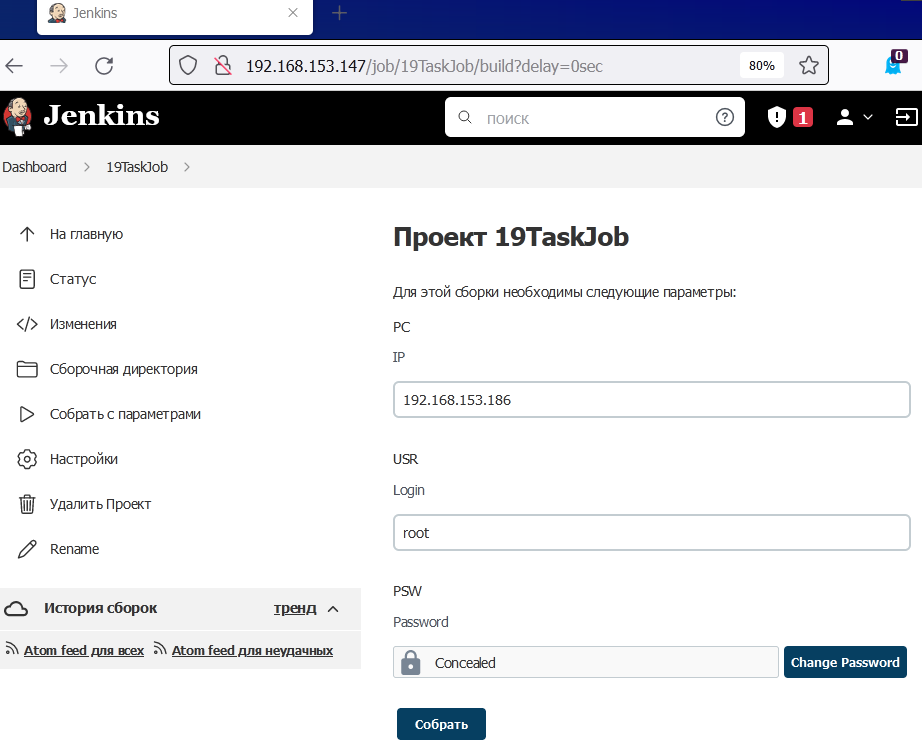 Jenkins
192.168.153.147/job/19TaskJob/build?delay=0sec
80%
0
Jenkins
поиск
1
Dashboard
19TaskJob
На главную
Статус
Изменения
Сборочная директория
Собрать с параметрами
Настройки
Удалить Проект
Rename
История сборок
тренд
Atom feed для всех
Atom feed для неудачных
Проект 19TaskJob
Для этой сборки необходимы следующие параметры:
PC
IP
192.168.153.186
USR
Login
root
PSW
Password
Concealed
Change Password
Собрать